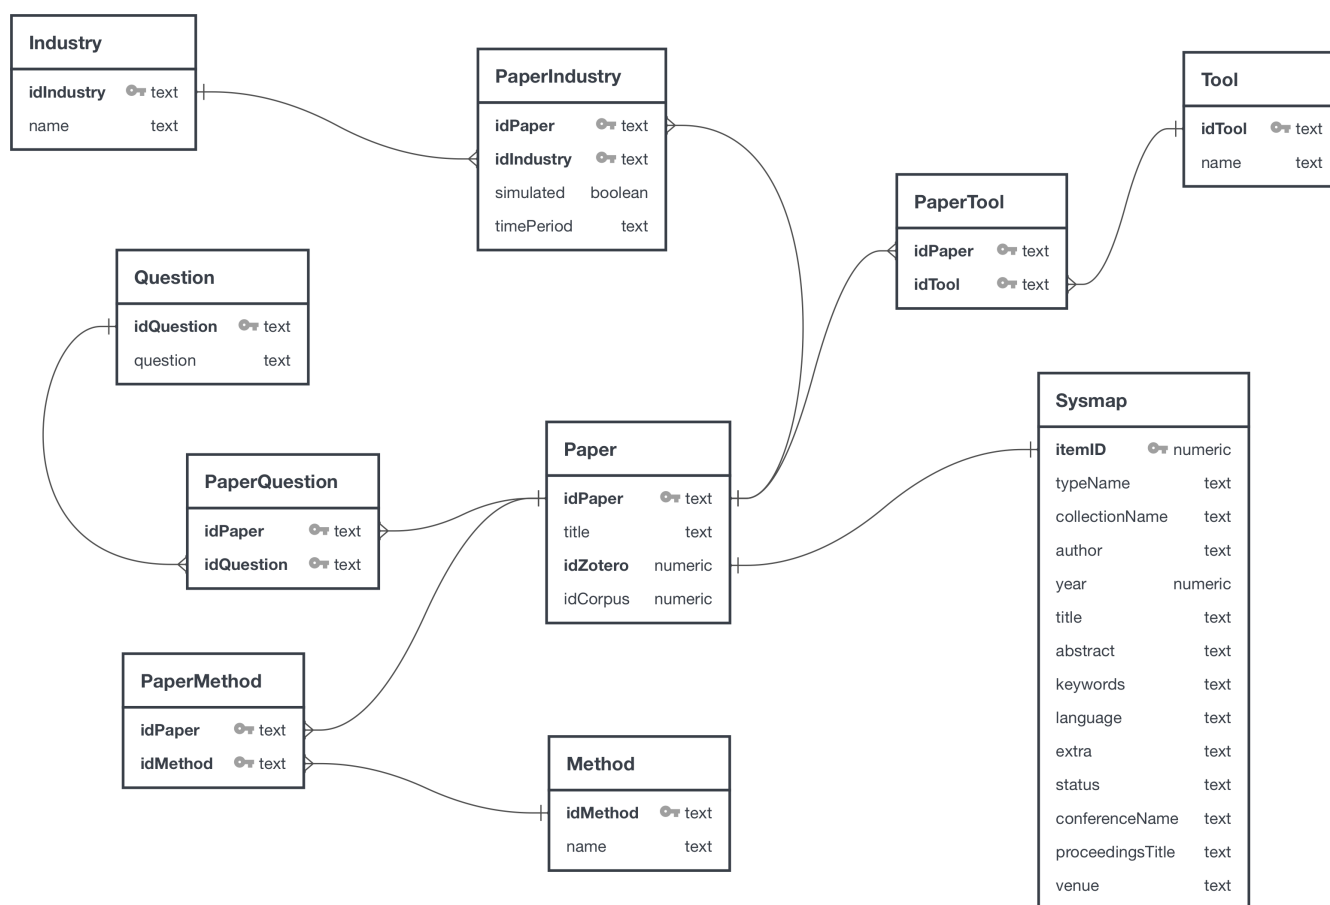 Industry
idIndustry text
name text
PaperIndustry
idPaper text
idIndustry text
simulated boolean
timePeriod text
Tool
idTool text
name text
PaperTool
idPaper text
idTool text
Question
idQuestion text
question text
PaperQuestion
idPaper text
idQuestion text
Paper
idPaper text
title text
idZotero numeric
idCorpus numeric
Sysmap
itemID numeric
typeName text
collectionName text
author text
year numeric
title text
abstract text
keywords text
language text
extra text
status text
conferenceName text
proceedingsTitle text
venue text
PaperMethod
idPaper text
idMethod text
Method
idMethod text
name text